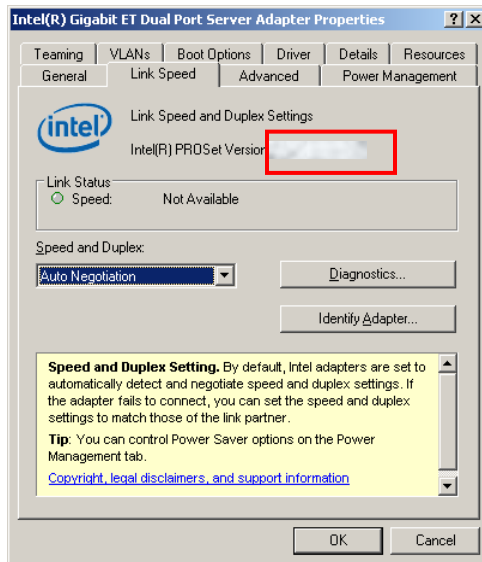 Intel(R) Gigabit ET Dual Port Server Adapter Properties
Teaming VLANs Boot Options Driver Details Resources
General Link Speed Advanced Power Management
intel
Link Speed and Duplex Settings
Intel(R) PROSet Version
Link Status
Speed: Not Available
Speed and Duplex:
Auto Negotiation
Diagnostics...
Identify Adapter...
Speed and Duplex Setting. By default, Intel adapters are set to
automatically detect and negotiate speed and duplex settings. If
the adapter fails to connect, you can set the speed and duplex
settings to match those of the link partner.
Tip: You can control Power Saver options on the Power
Management tab.
Copyright, legal disclaimers, and support information
OK Cancel